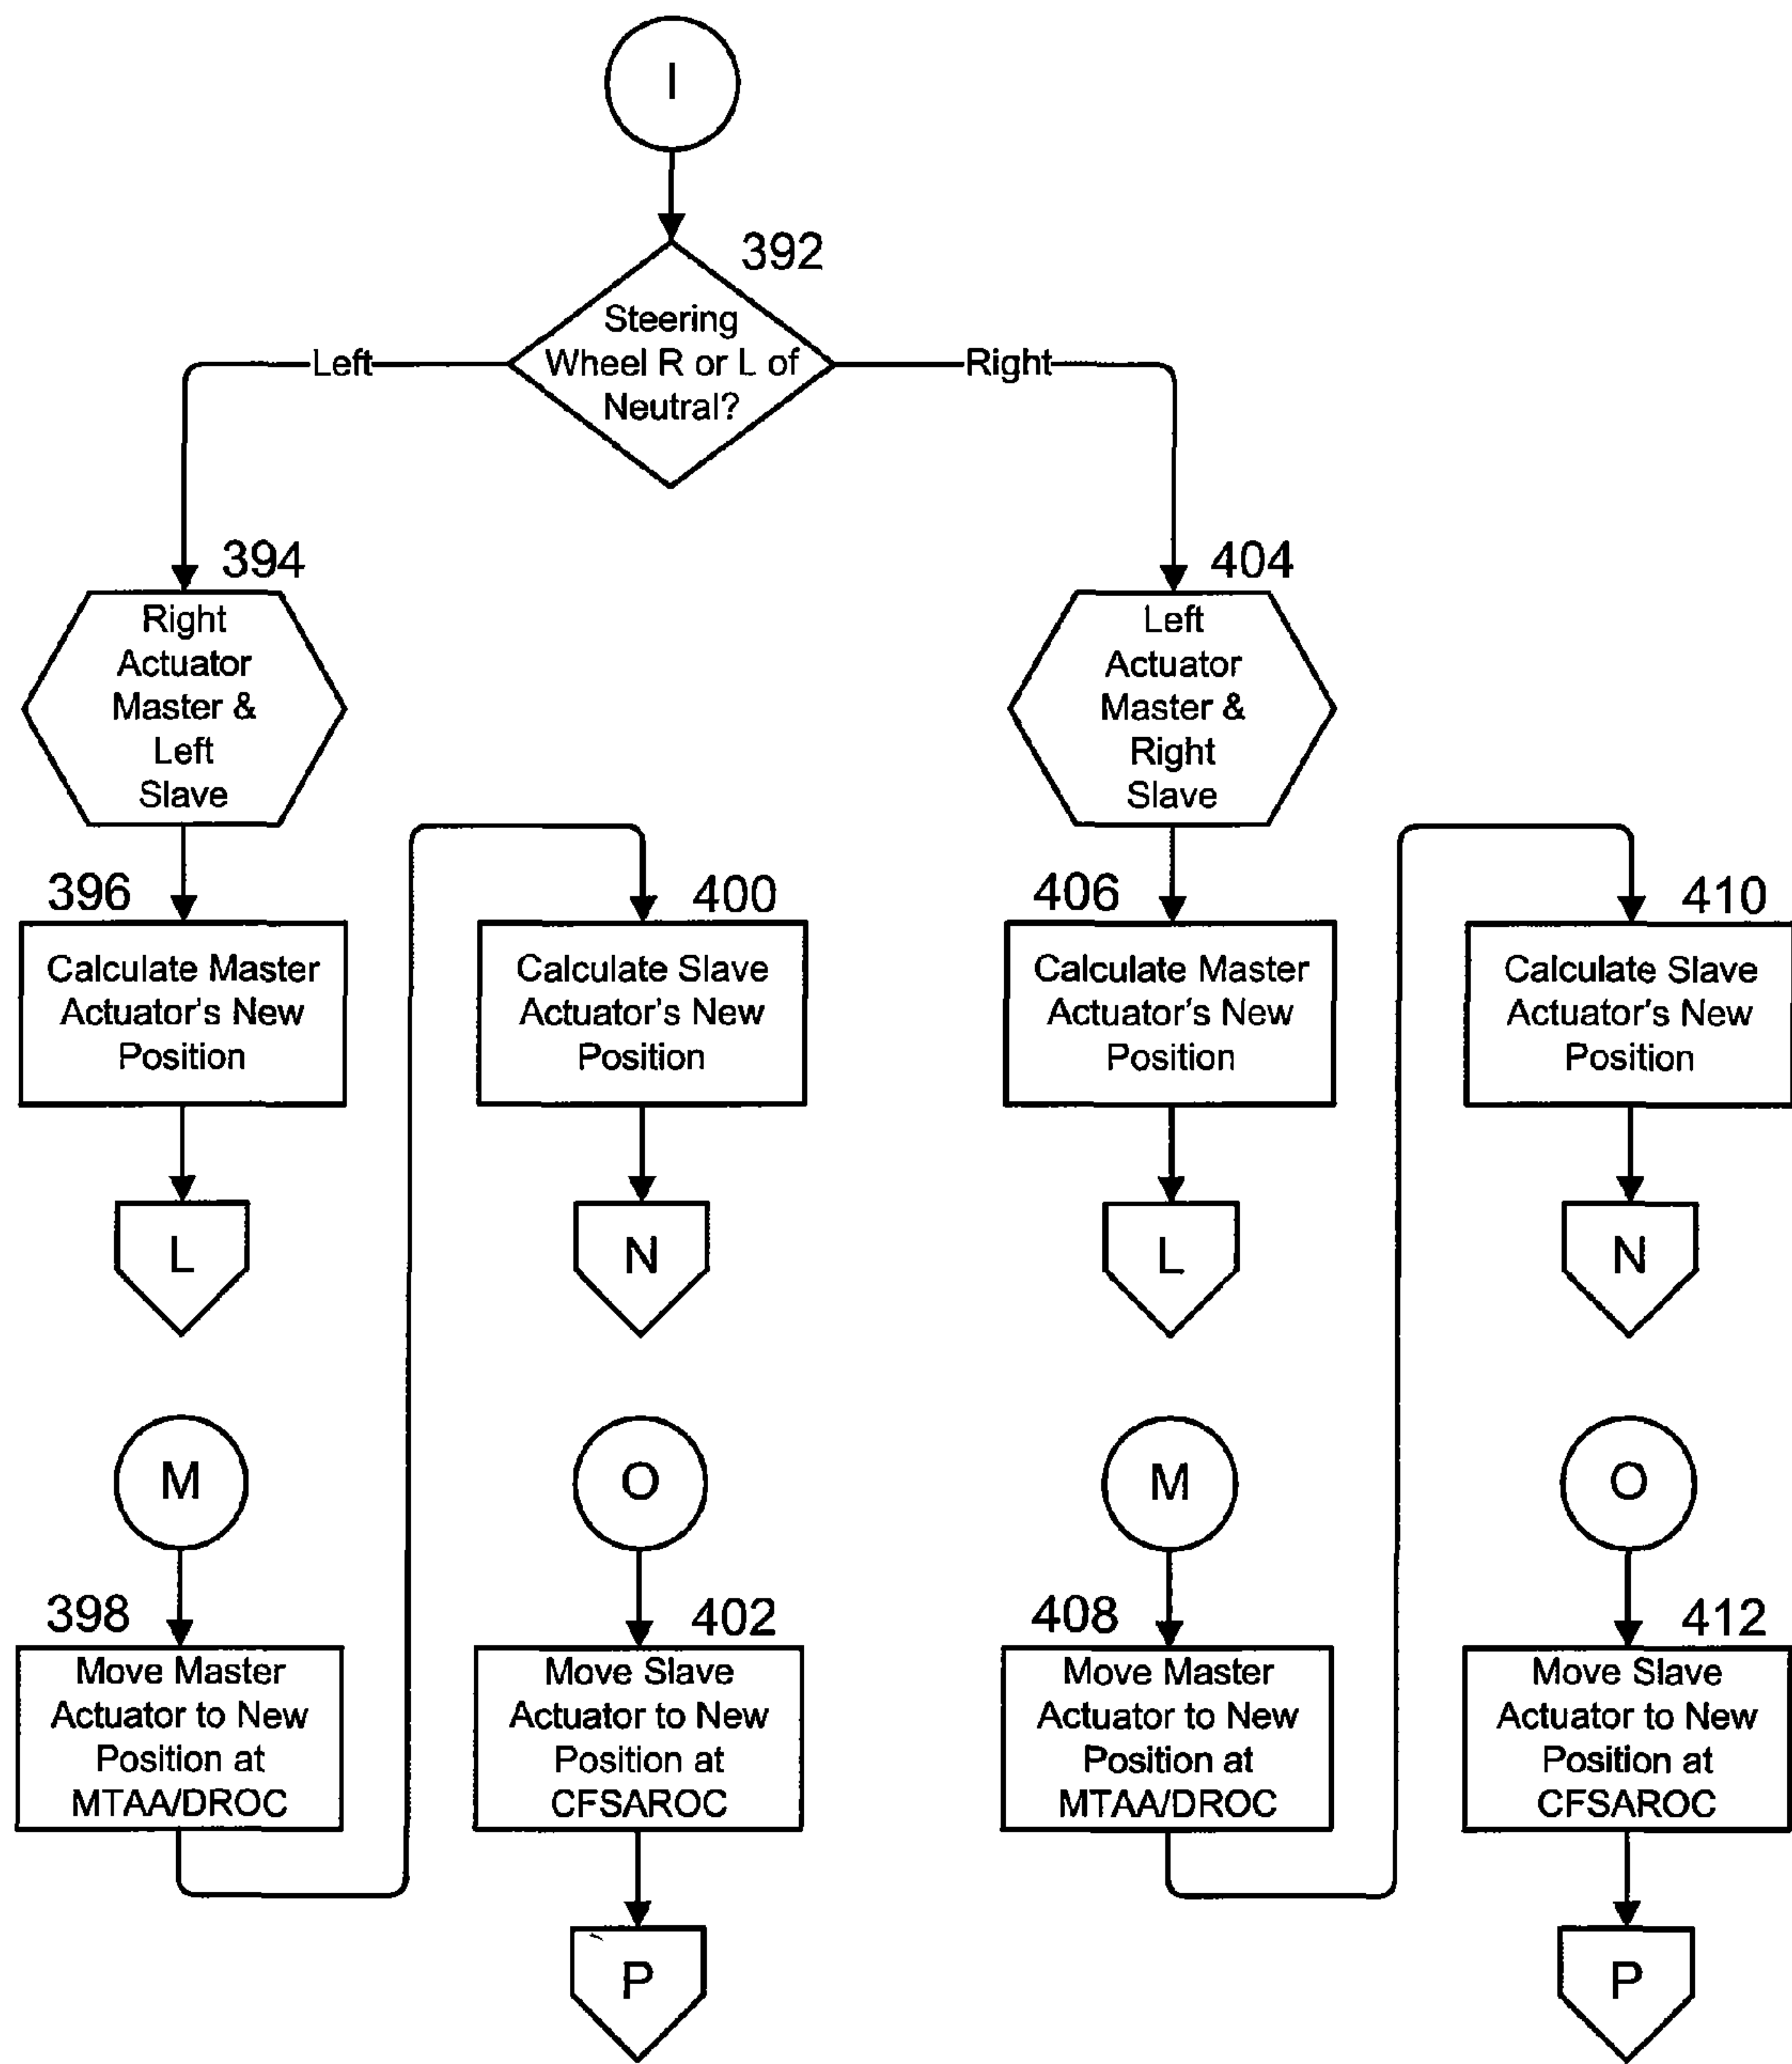 I
392
Steering
Wheel R or L of
Neutral?
Left
Right
394
Right
Actuator
Master &
Left
Slave
404
Left
Actuator
Master &
Right
Slave
396
Calculate Master
Actuator's New
Position
400
Calculate Slave
Actuator's New
Position
406
Calculate Master
Actuator's New
Position
410
Calculate Slave
Actuator's New
Position
L
N
L
N
M
O
M
O
398
Move Master
Actuator to New
Position at
MTAA/DROC
402
Move Slave
Actuator to New
Position at
CFSAROC
408
Move Master
Actuator to New
Position at
MTAA/DROC
412
Move Slave
Actuator to New
Position at
CFSAROC
P
P